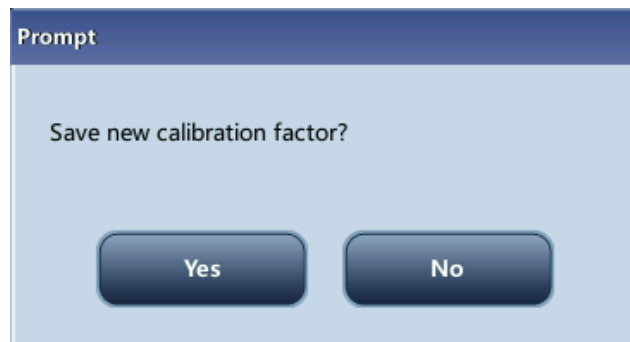 Prompt
Save new calibration factor?
Yes
No